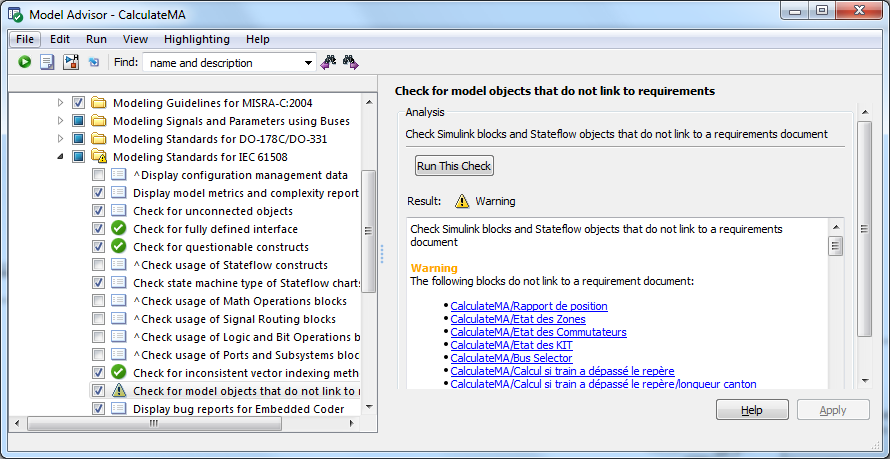 Model Advisor - CalculateMA
File Edit Run View Highlighting Help
Find: name and description
Modeling Guidelines for MISRA-C:2004
Modeling Signals and Parameters using Buses
Modeling Standards for DO-178C/DO-331
Modeling Standards for IEC 61508
^Display configuration management data
Display model metrics and complexity report
Check for unconnected objects
Check for fully defined interface
Check for questionable constructs
^Check usage of Stateflow constructs
Check state machine type of Stateflow charts
^Check usage of Math Operations blocks
^Check usage of Signal Routing blocks
^Check usage of Logic and Bit Operations b
^Check usage of Ports and Subsystems bloc
Check for inconsistent vector indexing meth
Check for model objects that do not link to r
Display bug reports for Embedded Coder
Check for model objects that do not link to requirements
Analysis
Check Simulink blocks and Stateflow objects that do not link to a requirements document
Run This Check
Result: Warning
Check Simulink blocks and Stateflow objects that do not link to a requirements
document
Warning
The following blocks do not link to a requirement document:
• CalculateMA/Rapport de position
• CalculateMA/Etat des Zones
• CalculateMA/Etat des Commutateurs
• CalculateMA/Etat des KIT
• CalculateMA/Bus Selector
• CalculateMA/Calcul si train a dépassé le repère
• CalculateMA/Calcul si train a dépassé le repère/longueur canton
Help Apply